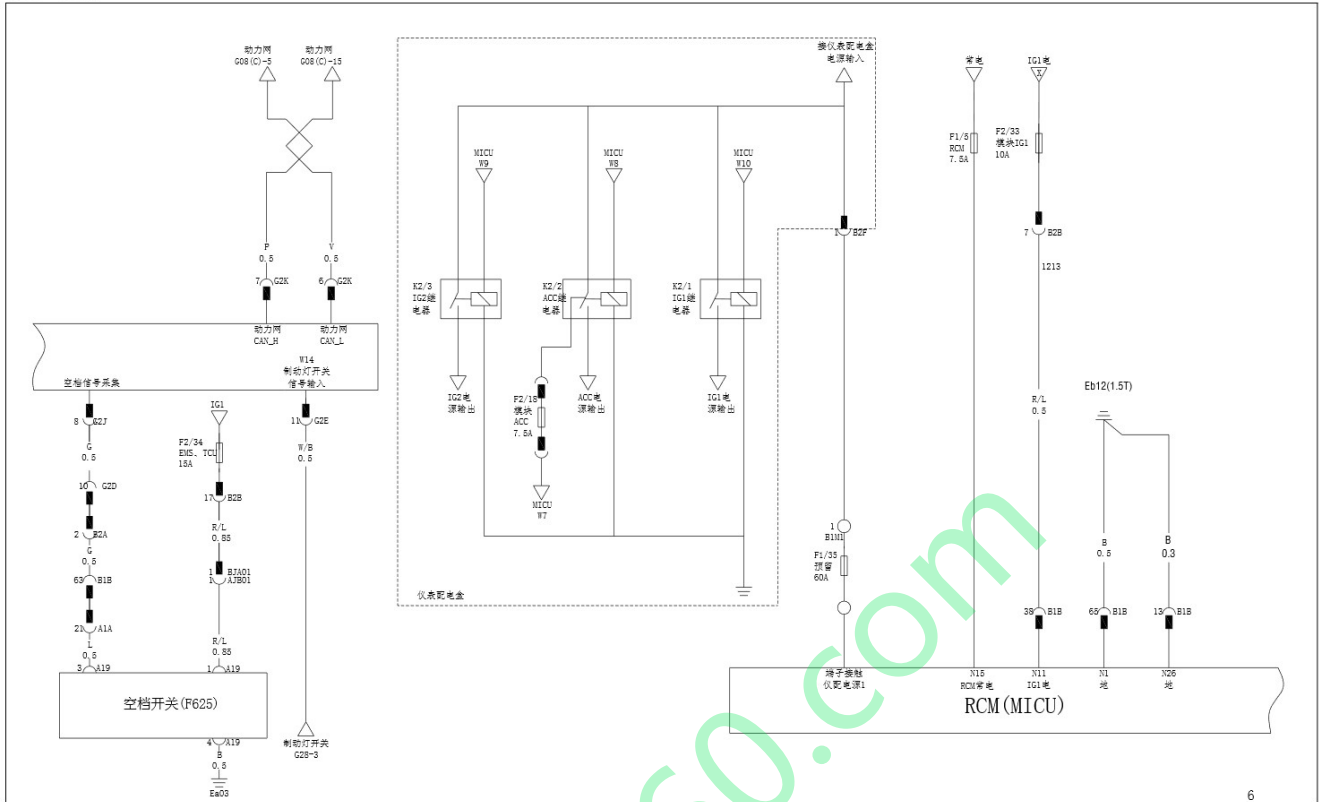 动力网
G08(C)-5
动力网
G08(C)-15
P
0.5
V
0.5
7
G2K
6
G2K
动力网
CAN_H
动力网
CAN_L
W14
制动灯开关
信号输入
空档信号采集
8
G2J
G
0.5
10
G2D
2
B2A
G
0.5
63
B1B
21
A1A
L
0.5
3
A19
IG1
F2/34
EMS、TCU
15A
17
B2B
R/L
0.85
1
BJA01
1
AJB01
R/L
0.85
1
A19
11
G2E
W/B
0.5
空档开关(F625)
4
A19
B
0.5
Ea03
制动灯开关
G28-3
接仪表配电盒
电源输入
MICU
W9
MICU
W8
MICU
W10
K2/3
IG2继
电器
K2/2
ACC继
电器
K2/1
IG1继
电器
IG2电
源输出
F2/18
模块
ACC
7.5A
ACC电
源输出
IG1电
源输出
MICU
W7
仪表配电盒
1
B2F
1
B1M1
F1/35
预留
60A
常电
F1/5
RCM
7.5A
IG1电
X
F2/33
模块IG1
10A
7
B2B
1213
R/L
0.5
Eb12(1.5T)
B
0.5
B
0.3
38
B1B
65
B1B
13
B1B
端子接触
仪配电源1
N15
RCM常电
N11
IG1电
N1
地
N26
地
RCM(MICU)
60.com
6